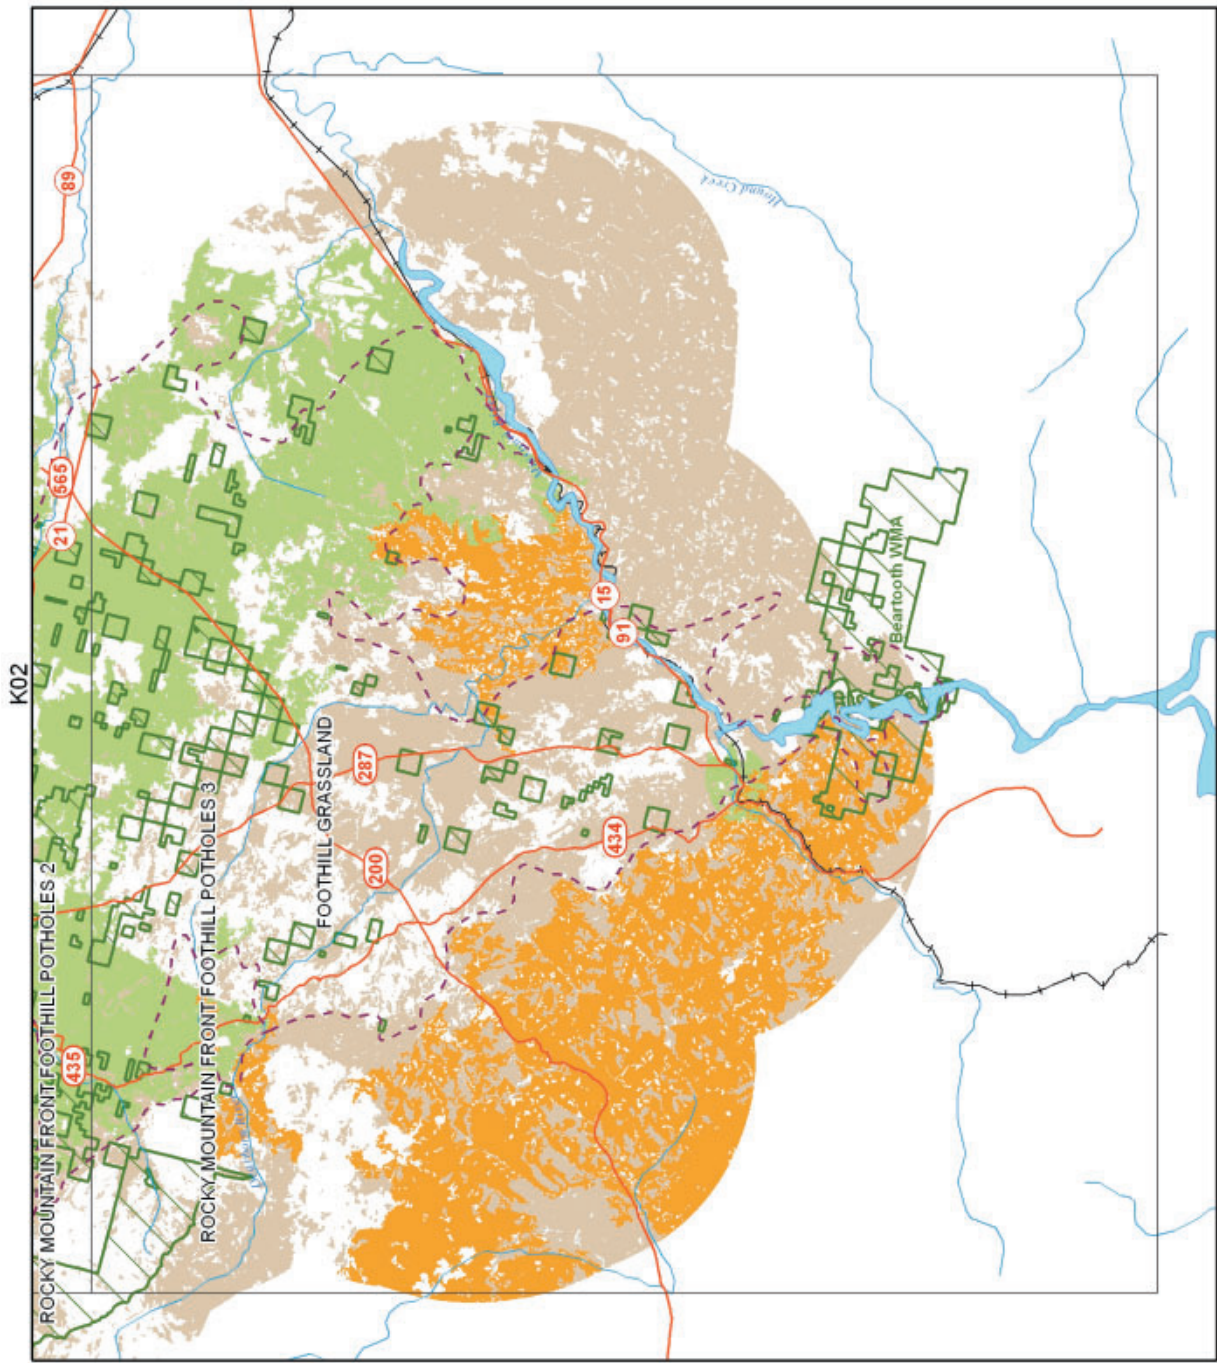 K02
ROCKY MOUNTAIN FRONT FOOTHILL POTHOLES 2
ROCKY MOUNTAIN FRONT FOOTHILL POTHOLES 3
FOOTHILL GRASSLAND
89
565
21
435
287
200
434
15
91
Hound Creek
Beartooth WMA